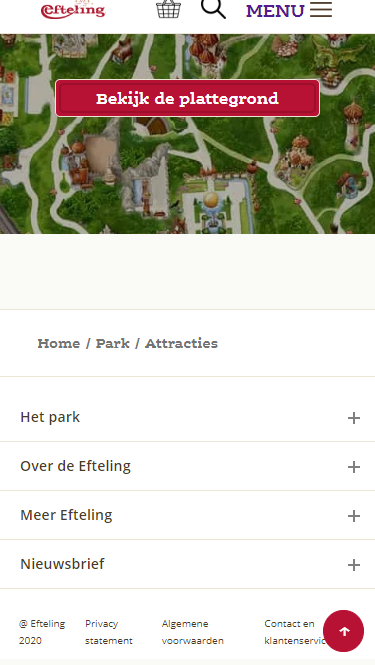 Efteling
MENU
Bekijk de plattegrond
Home / Park / Attracties
Het park
Over de Efteling
Meer Efteling
Nieuwsbrief
@ Efteling 2020
Privacy statement
Algemene voorwaarden
Contact en klantenservic